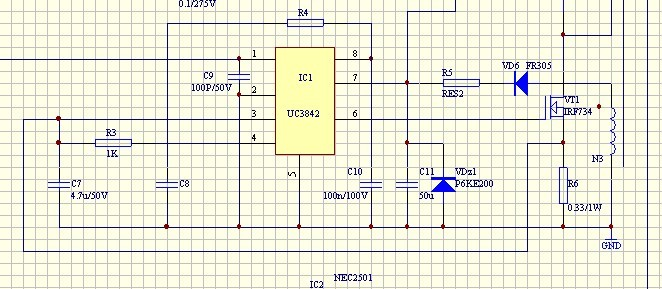 0.1/275V
R4
1
8
C9
100P/50V
IC1
2
7
R5
RES2
VD6 FR305
UC3842
3
6
VT1
IRF734
R3
1K
4
N3
5
C7
4.7u/50V
C8
C10
100n/100V
C11
50u
VDz1
P6KE200
R6
0.33/1W
GND
IC2
NEC2501